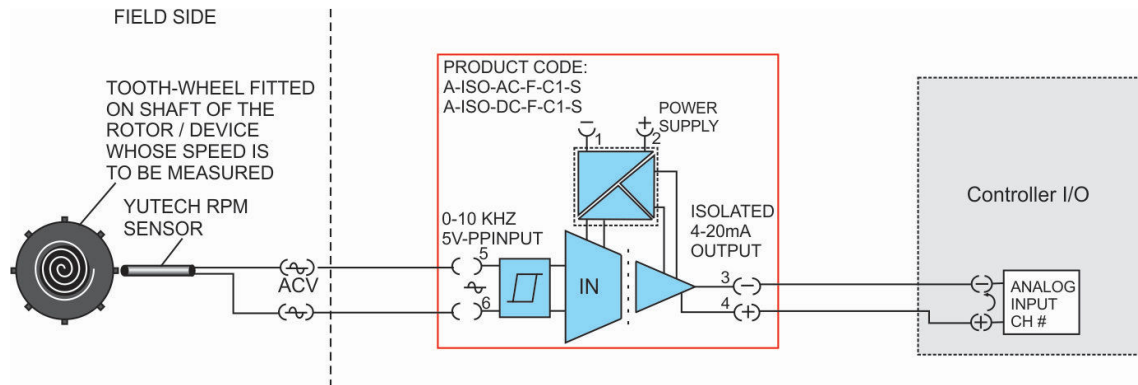 FIELD SIDE
TOOTH-WHEEL FITTED
ON SHAFT OF THE
ROTOR / DEVICE
WHOSE SPEED IS
TO BE MEASURED
YUTECH RPM
SENSOR
ACV
PRODUCT CODE:
A-ISO-AC-F-C1-S
A-ISO-DC-F-C1-S
POWER
SUPPLY
− +
1 2
0-10 KHZ
5V-PPINPUT
5
6
IN
ISOLATED
4-20mA
OUTPUT
3 −
4 +
Controller I/O
−
+
ANALOG
INPUT
CH #